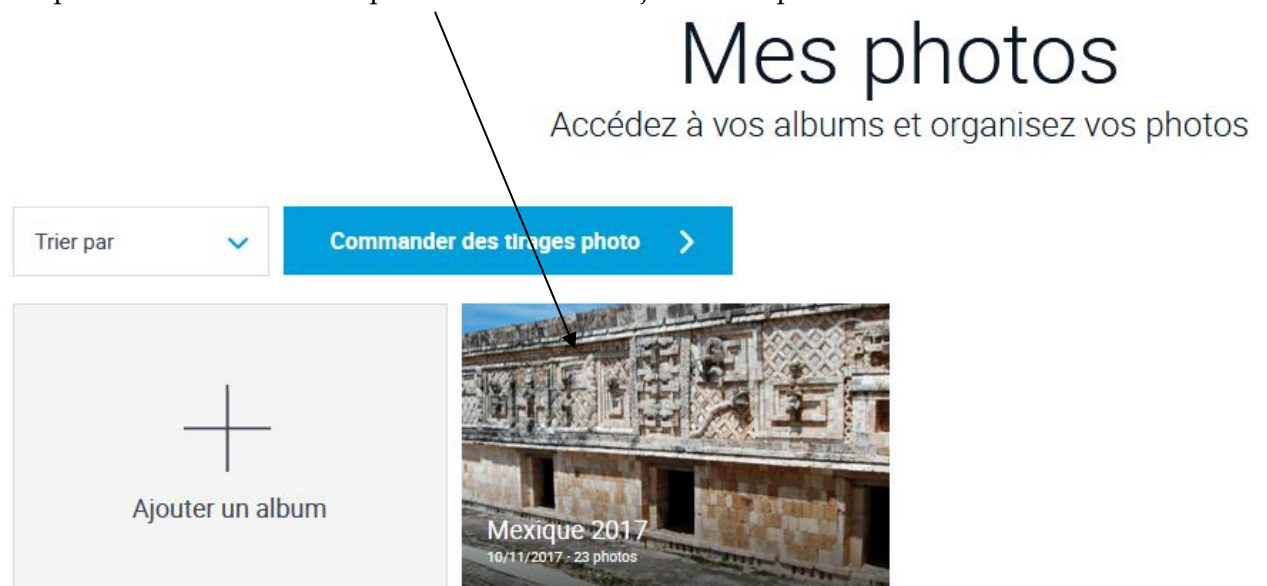 Mes photos
Accédez à vos albums et organisez vos photos
Trier par
Commander des tirages photo
Ajouter un album
Mexique 2017
10/11/2017 - 23 photos